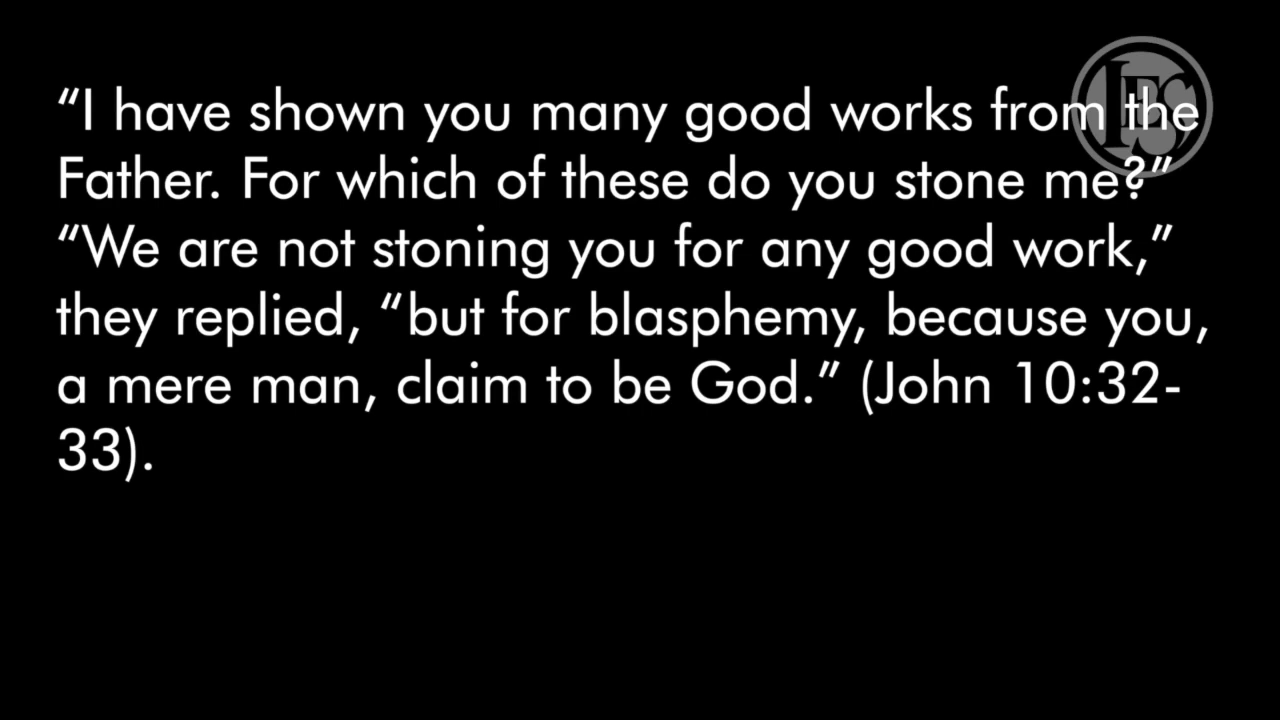 “I have shown you many good works from the
Father. For which of these do you stone me?”
“We are not stoning you for any good work,”
they replied, “but for blasphemy, because you,
a mere man, claim to be God.” (John 10:32-
33).